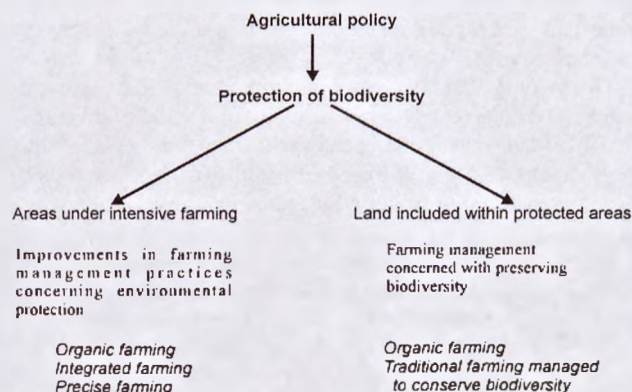 Agricultural policy
Protection of biodiversity
Areas under intensive farming
Improvements in farming
management practices
concerning environmental
protection
Organic farming
Integrated farming
Precise farming
Land included within protected areas
Farming management
concerned with preserving
biodiversity
Organic farming
Traditional farming managed
to conserve biodiversity